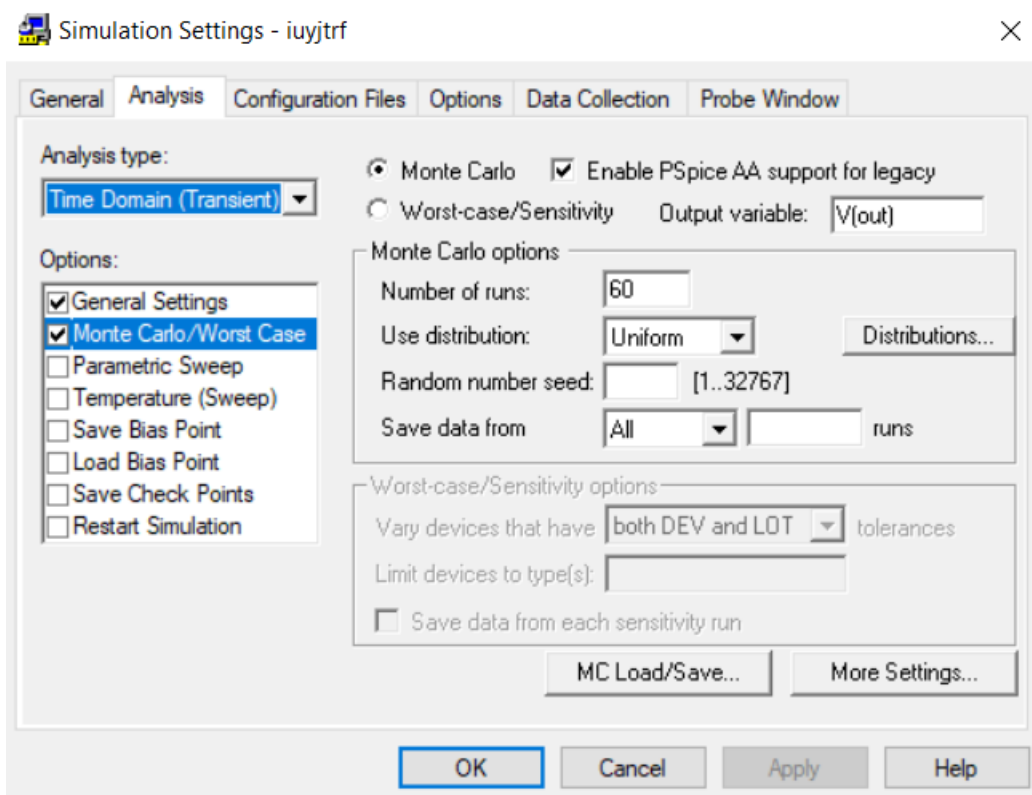 Simulation Settings - iuyjtrf
General Analysis Configuration Files Options Data Collection Probe Window
Analysis type:
Time Domain (Transient)
Options:
General Settings
Monte Carlo/Worst Case
Parametric Sweep
Temperature (Sweep)
Save Bias Point
Load Bias Point
Save Check Points
Restart Simulation
Monte Carlo Enable PSpice AA support for legacy
Worst-case/Sensitivity Output variable: V(out)
Monte Carlo options
Number of runs: 60
Use distribution: Uniform Distributions...
Random number seed: [1..32767]
Save data from All runs
Worst-case/Sensitivity options
Vary devices that have both DEV and LOT tolerances
Limit devices to type(s):
Save data from each sensitivity run
MC Load/Save... More Settings...
OK Cancel Apply Help